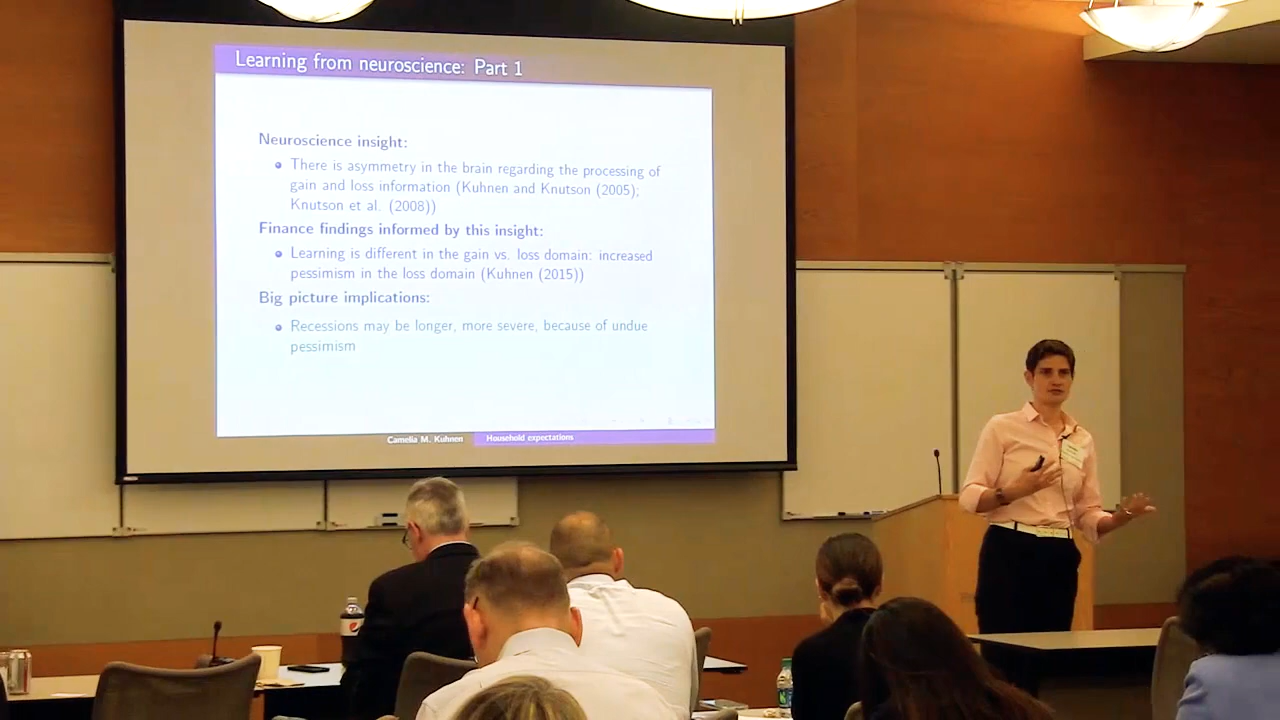 Learning from neuroscience: Part 1
Neuroscience insight:
There is asymmetry in the brain regarding the processing of
gain and loss information (Kuhnen and Knutson (2005);
Knutson et al. (2008))
Finance findings informed by this insight:
Learning is different in the gain vs. loss domain: increased
pessimism in the loss domain (Kuhnen (2015))
Big picture implications:
Recessions may be longer, more severe, because of undue
pessimism
Camelia M. Kuhnen Household expectations